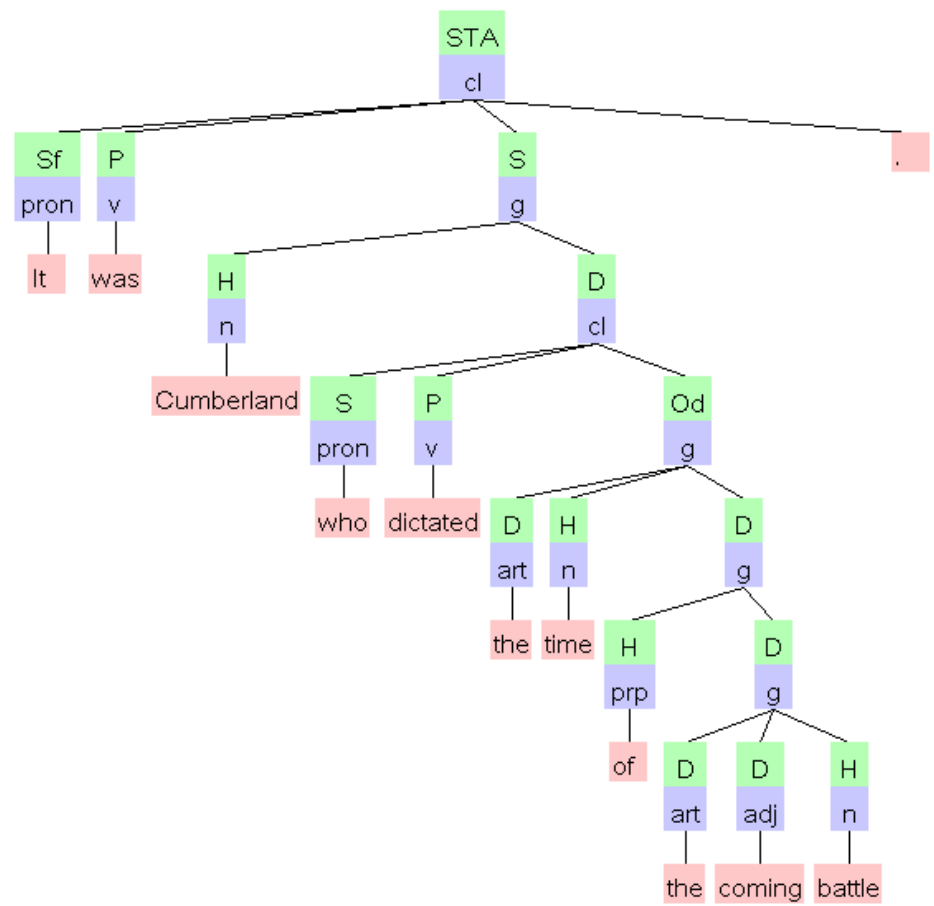 STA
cl
Sf P S .
pron v g
It was H D
n cl
Cumberland S P Od
pron v g
who dictated D H D
art n g
the time H D
prp g
of D D H
art adj n
the coming battle